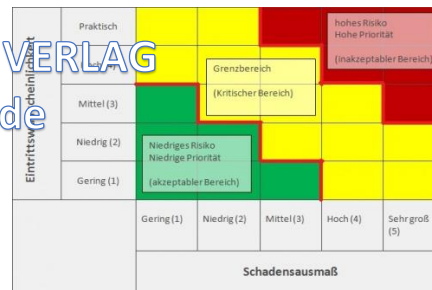 Praktisch
hohes Risiko
Hohe Priorität
(inakzeptabler Bereich)
VERLAG
de
Grenzbereich
(Kritischer Bereich)
Mittel (3)
Niedrig (2)
Niedriges Risiko
Niedrige Priorität
(akzeptabler Bereich)
Gering (1)
Gering (1)
Niedrig (2)
Mittel (3)
Hoch (4)
Sehr groß
(5)
Schadensausmaß